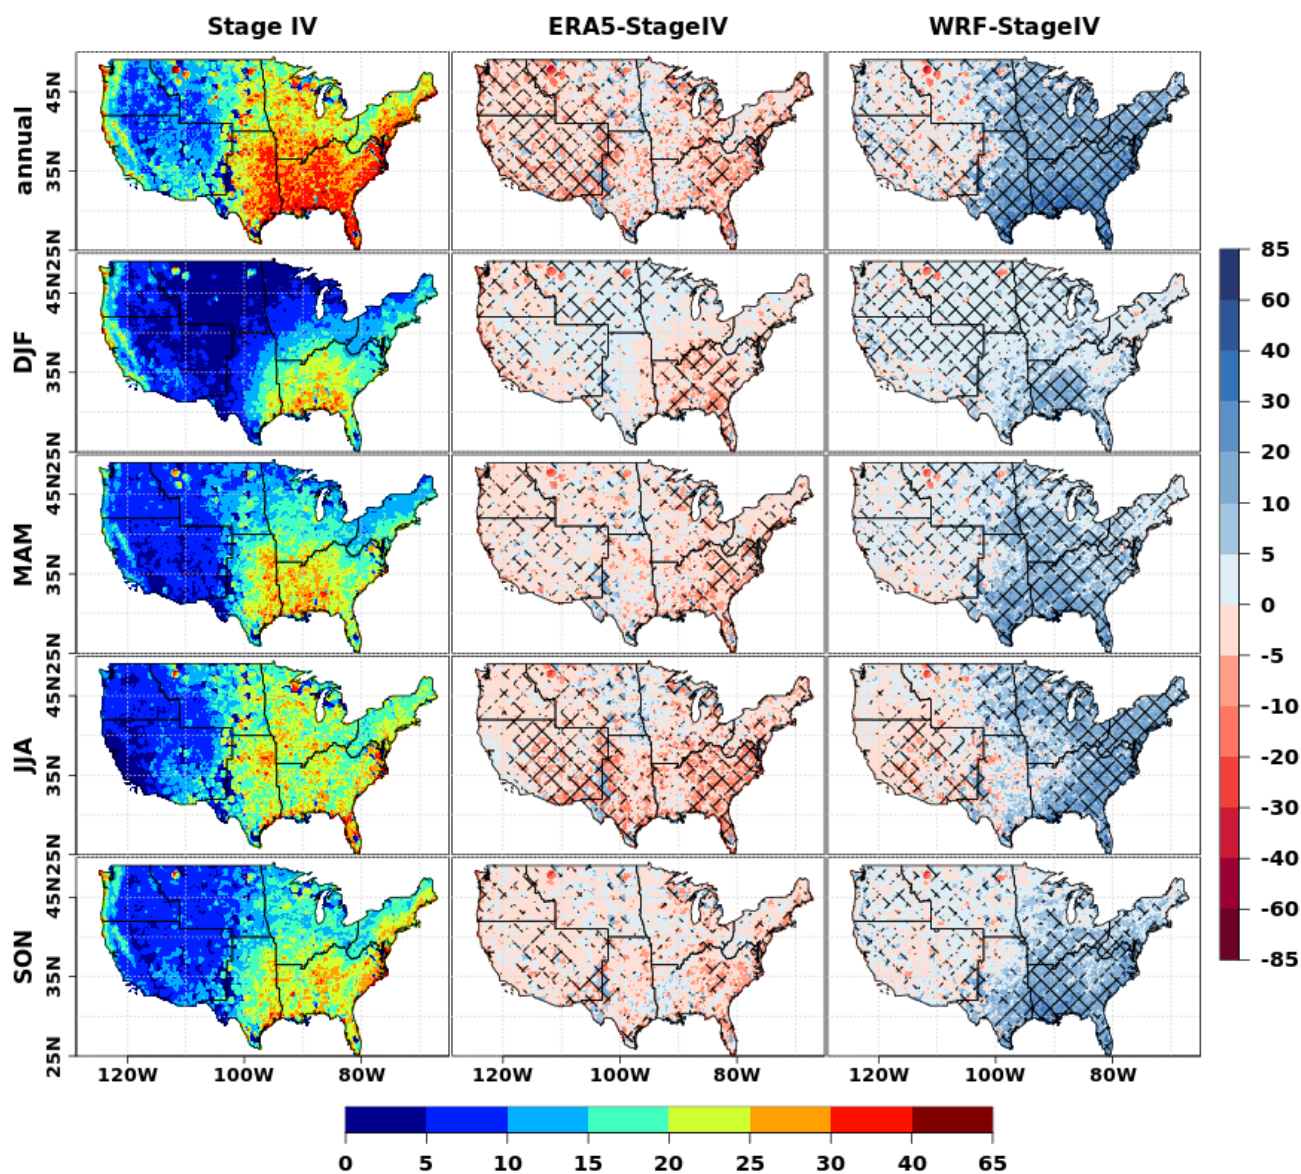 Stage IV ERA5-StageIV WRF-StageIV
annual
45N
35N
25N
DJF
45N
35N
25N
MAM
45N
35N
25N
JJA
45N
35N
25N
SON
45N
35N
25N
120W 100W 80W 120W 100W 80W 120W 100W 80W
85
60
40
30
20
10
5
0
-5
-10
-20
-30
-40
-60
-85
0 5 10 15 20 25 30 40 65